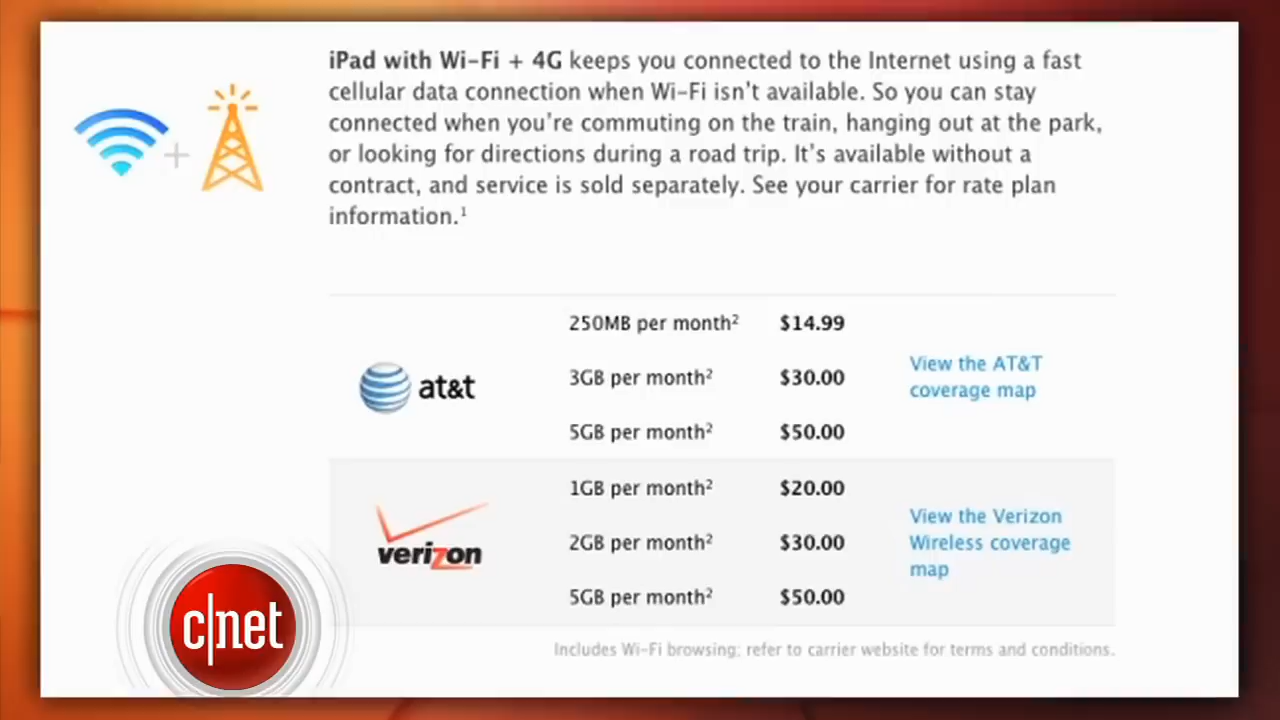 iPad with Wi-Fi + 4G keeps you connected to the Internet using a fast
cellular data connection when Wi-Fi isn't available. So you can stay
connected when you're commuting on the train, hanging out at the park,
or looking for directions during a road trip. It's available without a
contract, and service is sold separately. See your carrier for rate plan
information.¹
250MB per month² $14.99
at&t 3GB per month² $30.00 View the AT&T
coverage map
5GB per month² $50.00
1GB per month² $20.00
verizon 2GB per month² $30.00 View the Verizon
Wireless coverage
map
5GB per month² $50.00
c|net
Includes Wi-Fi browsing; refer to carrier website for terms and conditions.